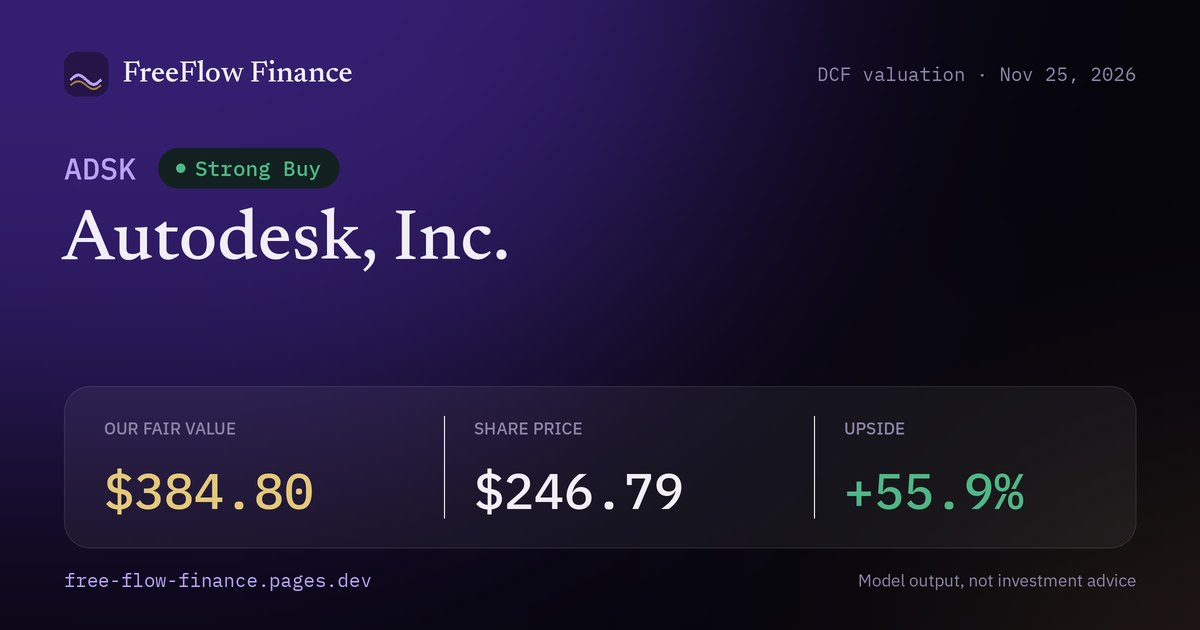 FreeFlow Finance
DCF valuation · Nov 25, 2026
ADSK
Strong Buy
Autodesk, Inc.
OUR FAIR VALUE
$384.80
SHARE PRICE
$246.79
UPSIDE
+55.9%
free-flow-finance.pages.dev
Model output, not investment advice